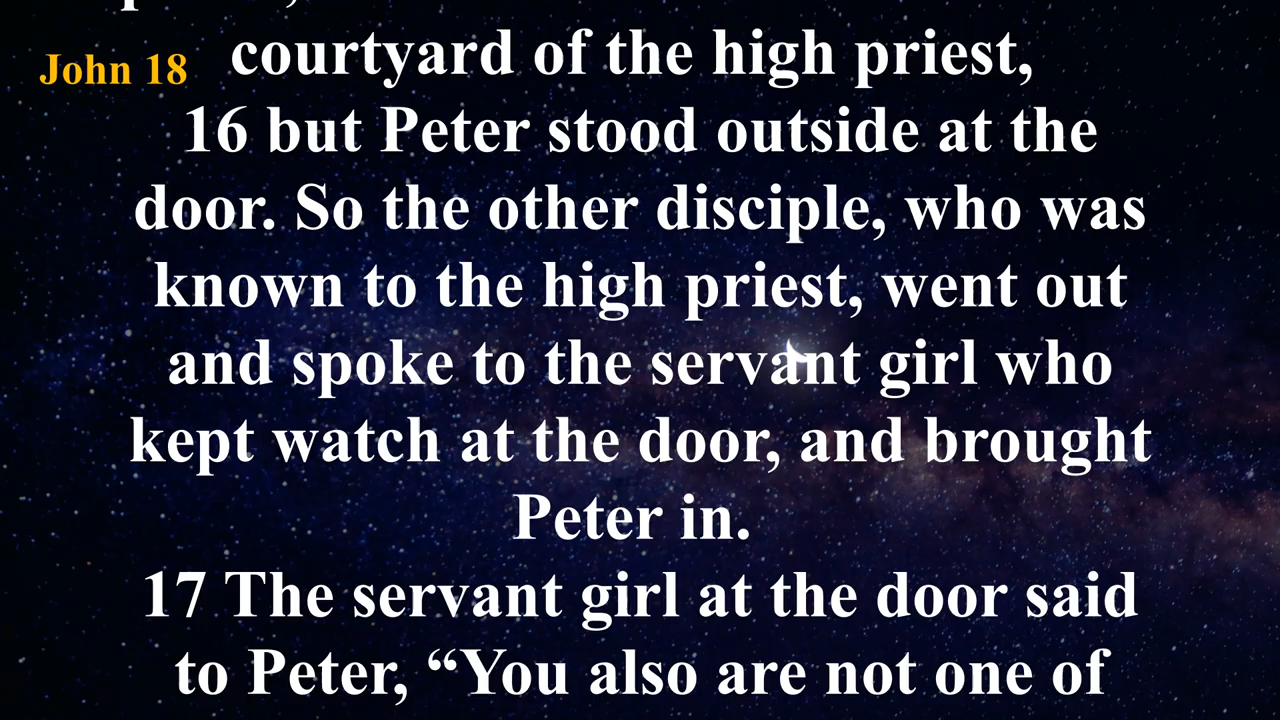 John 18
courtyard of the high priest,
16 but Peter stood outside at the
door. So the other disciple, who was
known to the high priest, went out
and spoke to the servant girl who
kept watch at the door, and brought
Peter in.
17 The servant girl at the door said
to Peter, “You also are not one of